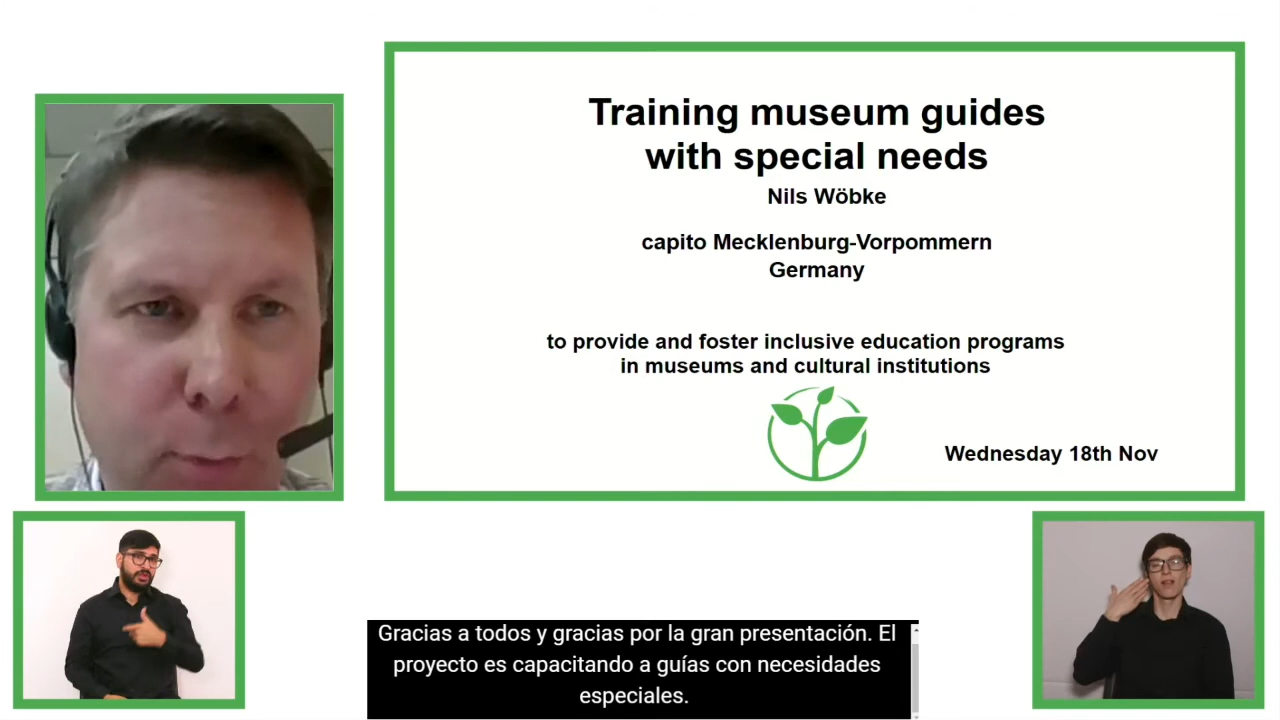 Training museum guides
with special needs
Nils Wöbke
capito Mecklenburg-Vorpommern
Germany
to provide and foster inclusive education programs
in museums and cultural institutions
Wednesday 18th Nov
Gracias a todos y gracias por la gran presentación. El
proyecto es capacitando a guías con necesidades
especiales.